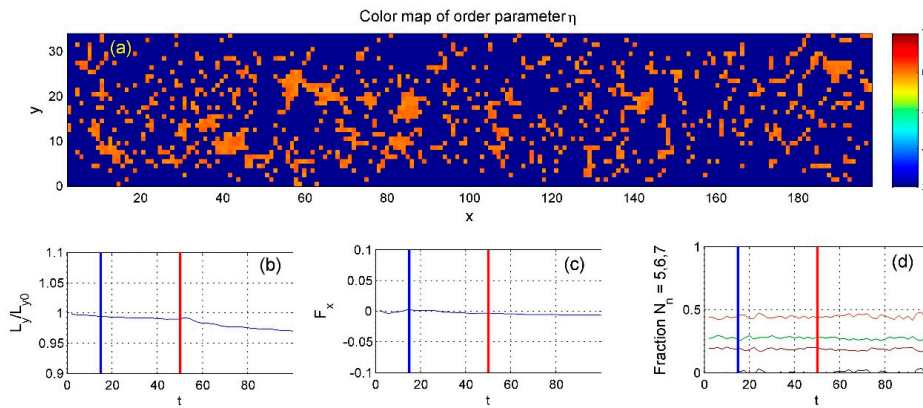 Color map of order parameter η
(a)
y
30
20
10
0
20 40 60 80 100 120 140 160 180
x
(b)
L_y/L_y0
1.1
1.05
1
0.95
0.9
0 20 40 60 80
t
(c)
F_x
0.1
0.05
0
-0.05
-0.1
0 20 40 60 80
t
(d)
Fraction N_n = 5,6,7
1
0.5
0
0 20 40 60 80
t